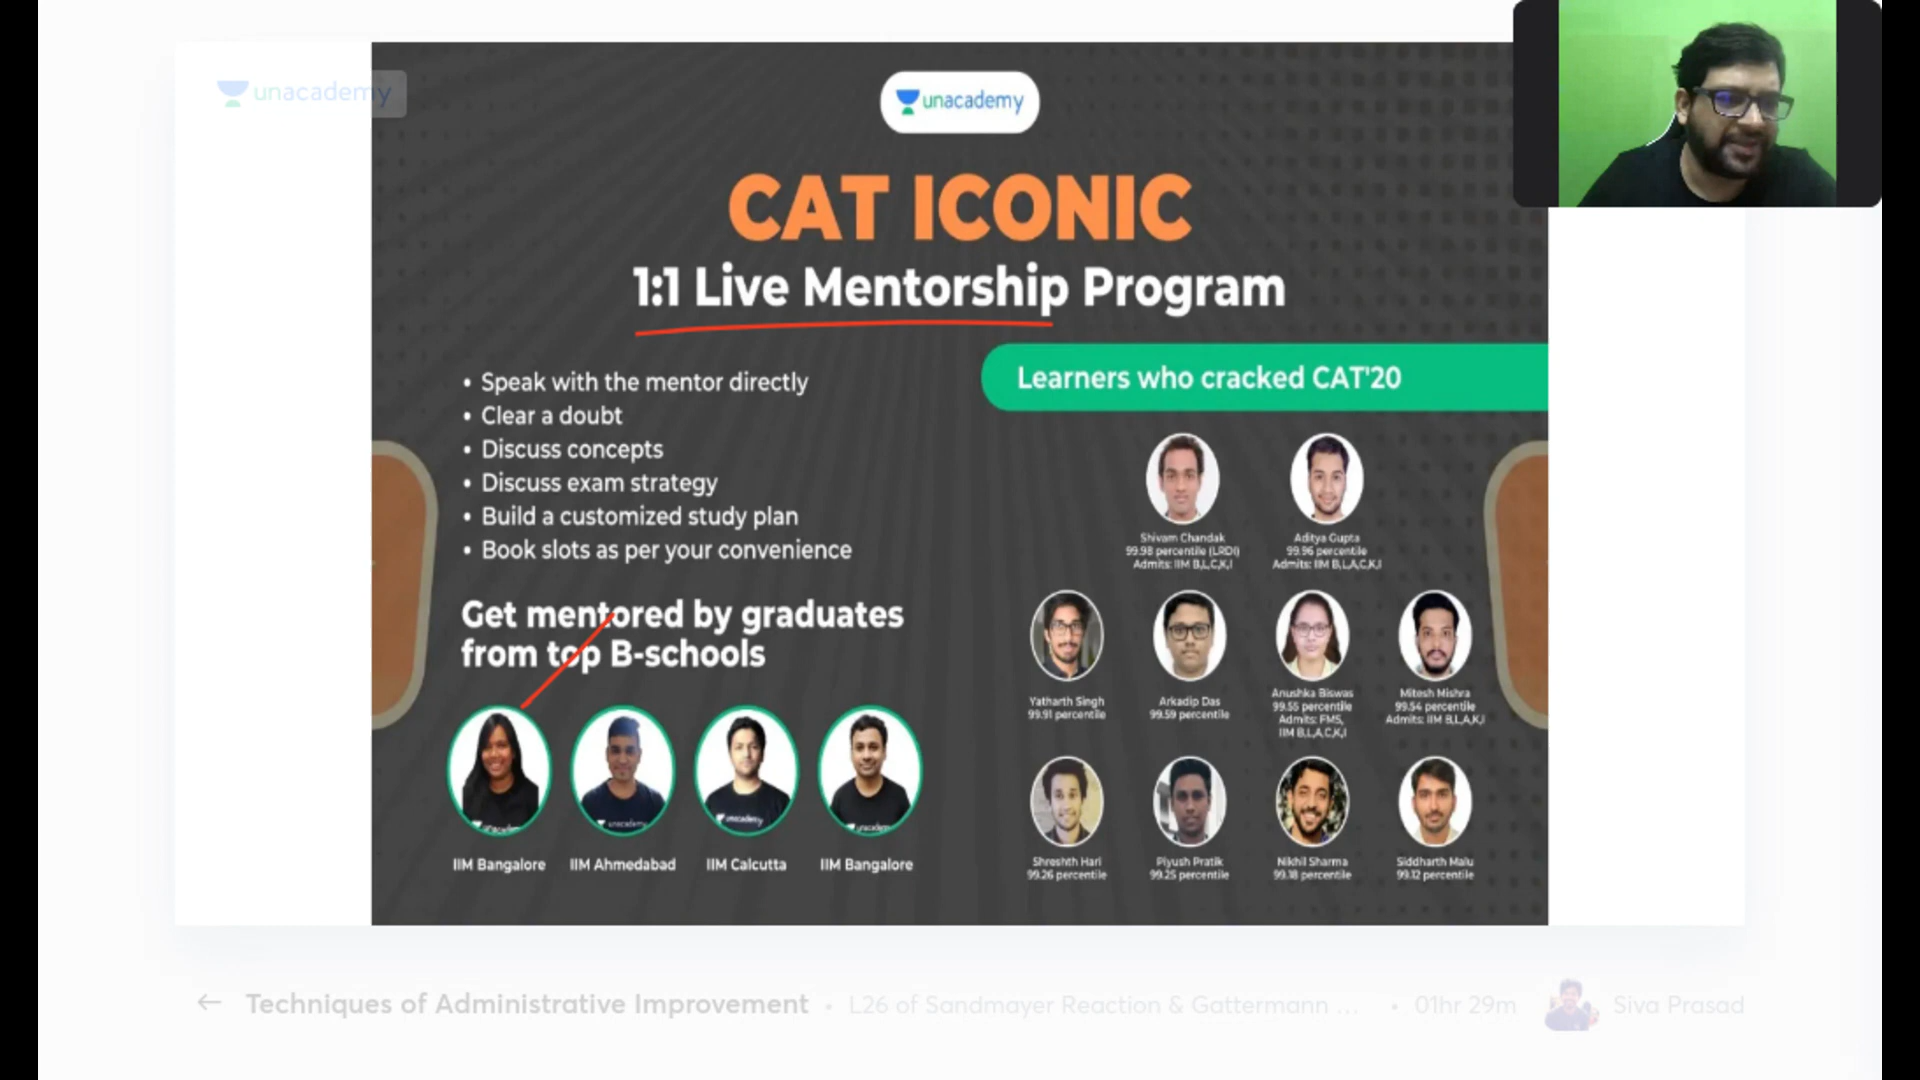 unacademy
unacademy
CAT ICONIC
1:1 Live Mentorship Program
• Speak with the mentor directly
• Clear a doubt
• Discuss concepts
• Discuss exam strategy
• Build a customized study plan
• Book slots as per your convenience
Get mentored by graduates
from top B-schools
unacademy
unacademy
unacademy
unacademy
IIM Bangalore
IIM Ahmedabad
IIM Calcutta
IIM Bangalore
Learners who cracked CAT'20
Shivam Chandak
99.98 percentile (LRDI)
Admits: IIM B,L,C,K,I
Aditya Gupta
99.96 percentile
Admits: IIM B,L,A,C,K,I
Yatharth Singh
99.91 percentile
Arkadip Das
99.59 percentile
Anushka Biswas
99.55 percentile
Admits: FMS,
IIM B,L,A,C,K,I
Mitesh Mishra
99.54 percentile
Admits: IIM B,L,A,K,I
Shreshth Hari
99.26 percentile
Piyush Pratik
99.25 percentile
Nikhil Sharma
99.18 percentile
Siddharth Malu
99.12 percentile
← Techniques of Administrative Improvement • L26 of Sandmayer Reaction & Gattermann ... • 01hr 29m Siva Prasad